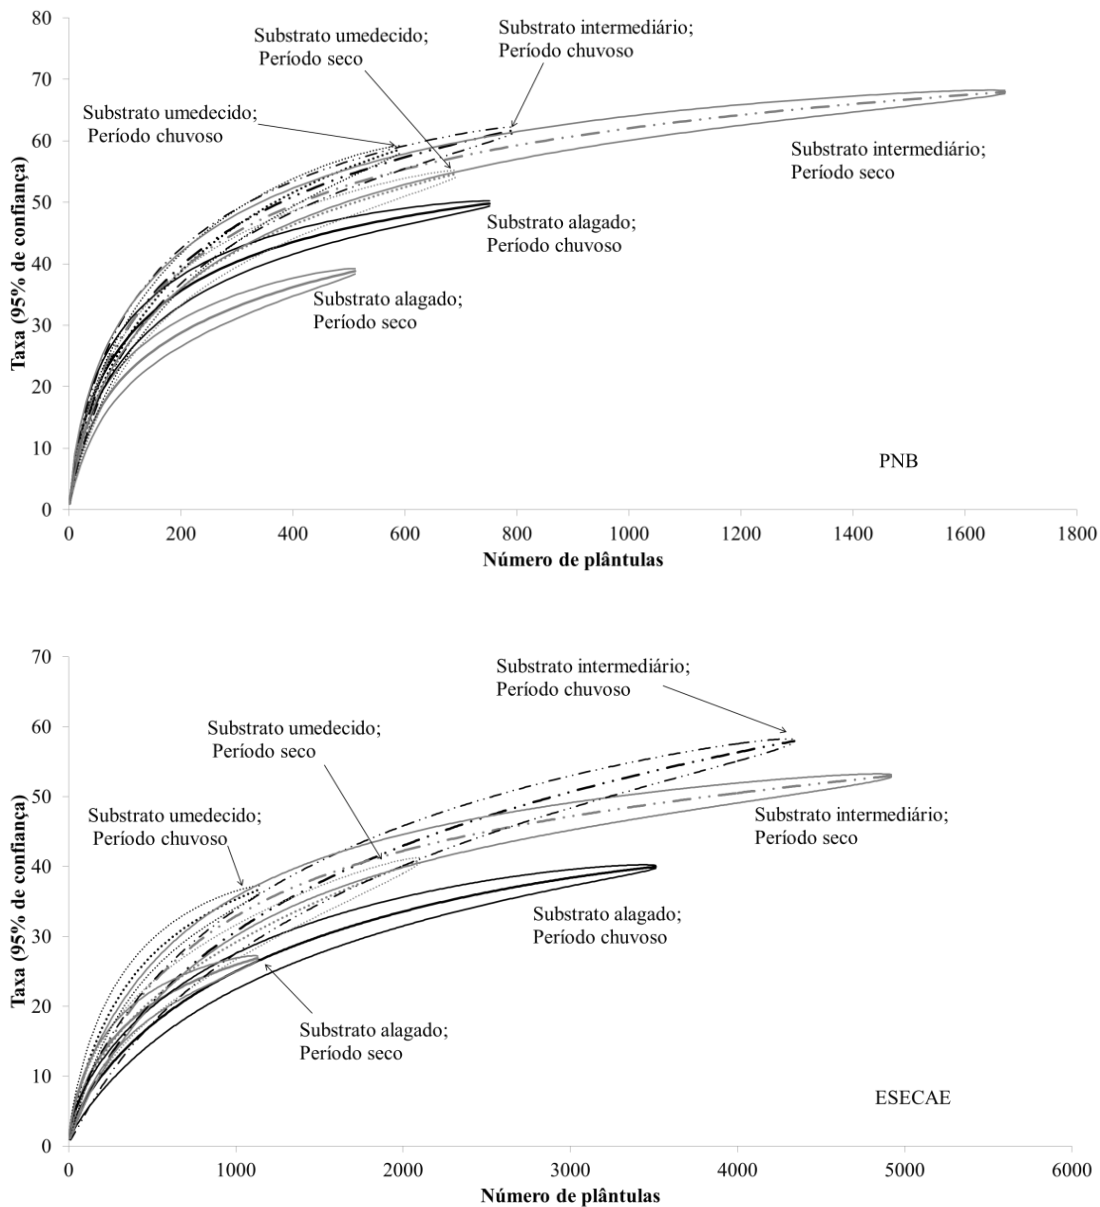 80
70
60
50
40
30
20
10
0
Taxa (95% de confiança)
Substrato umedecido;
Período seco
Substrato intermediário;
Período chuvoso
Substrato umedecido;
Período chuvoso
Substrato intermediário;
Período seco
Substrato alagado;
Período chuvoso
Substrato alagado;
Período seco
PNB
0 200 400 600 800 1000 1200 1400 1600 1800
Número de plântulas
70
60
50
40
30
20
10
0
Taxa (95% de confiança)
Substrato intermediário;
Período chuvoso
Substrato umedecido;
Período seco
Substrato umedecido;
Período chuvoso
Substrato intermediário;
Período seco
Substrato alagado;
Período chuvoso
Substrato alagado;
Período seco
ESECAE
0 1000 2000 3000 4000 5000 6000
Número de plântulas